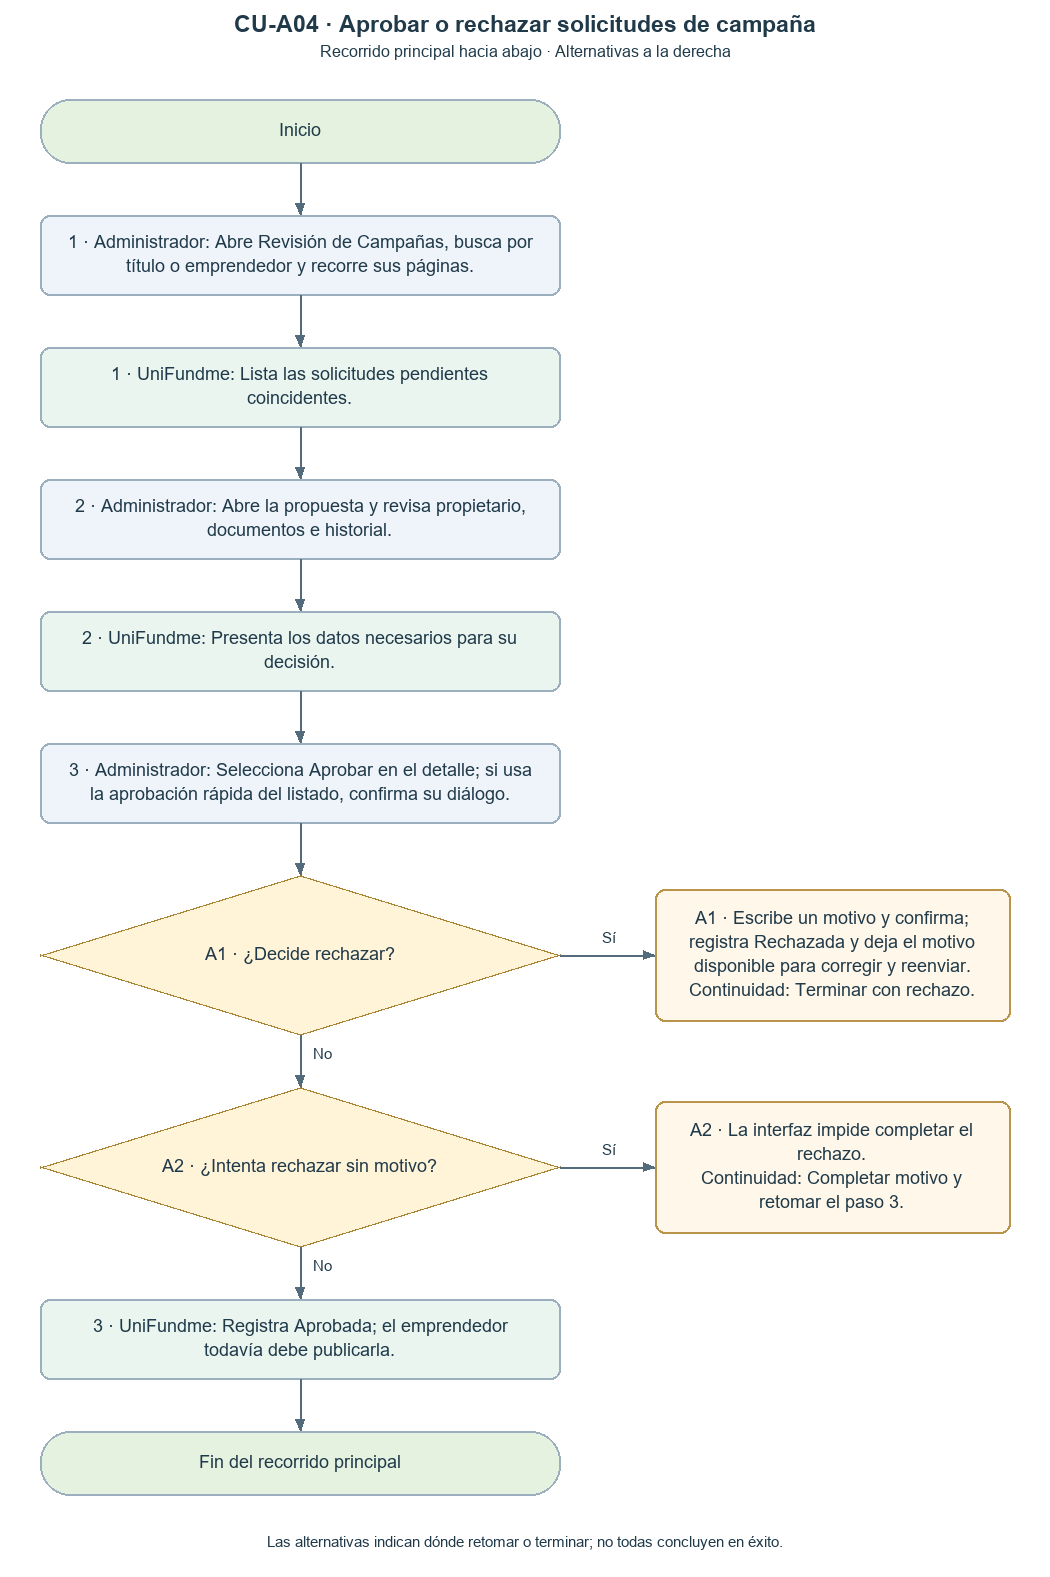 CU-A04 · Aprobar o rechazar solicitudes de campaña
Recorrido principal hacia abajo · Alternativas a la derecha
Inicio
1 · Administrador: Abre Revisión de Campañas, busca por
título o emprendedor y recorre sus páginas.
1 · UniFundme: Lista las solicitudes pendientes
coincidentes.
2 · Administrador: Abre la propuesta y revisa propietario,
documentos e historial.
2 · UniFundme: Presenta los datos necesarios para su
decisión.
3 · Administrador: Selecciona Aprobar en el detalle; si usa
la aprobación rápida del listado, confirma su diálogo.
A1 · ¿Decide rechazar?
Sí
A1 · Escribe un motivo y confirma;
registra Rechazada y deja el motivo
disponible para corregir y reenviar.
Continuidad: Terminar con rechazo.
No
A2 · ¿Intenta rechazar sin motivo?
Sí
A2 · La interfaz impide completar el
rechazo.
Continuidad: Completar motivo y
retomar el paso 3.
No
3 · UniFundme: Registra Aprobada; el emprendedor
todavía debe publicarla.
Fin del recorrido principal
Las alternativas indican dónde retomar o terminar; no todas concluyen en éxito.